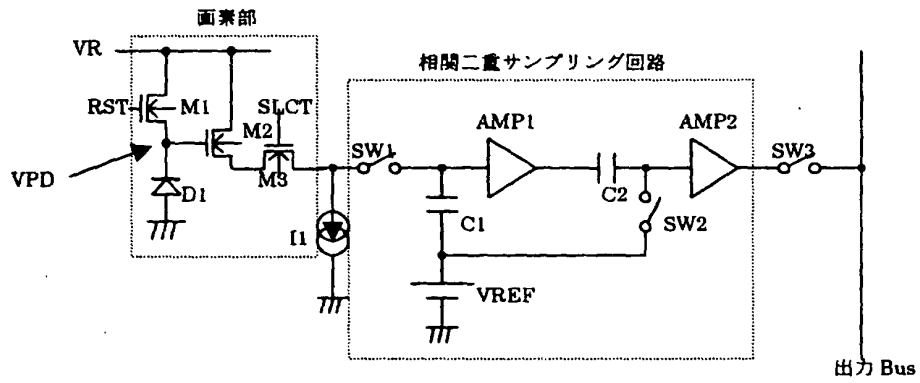 画素部
VR
相関二重サンプリング回路
RST
M1
SLCT
M2
AMP1
AMP2
SW1
SW3
VPD
M3
D1
C2
I1
C1
SW2
VREF
出力 Bus